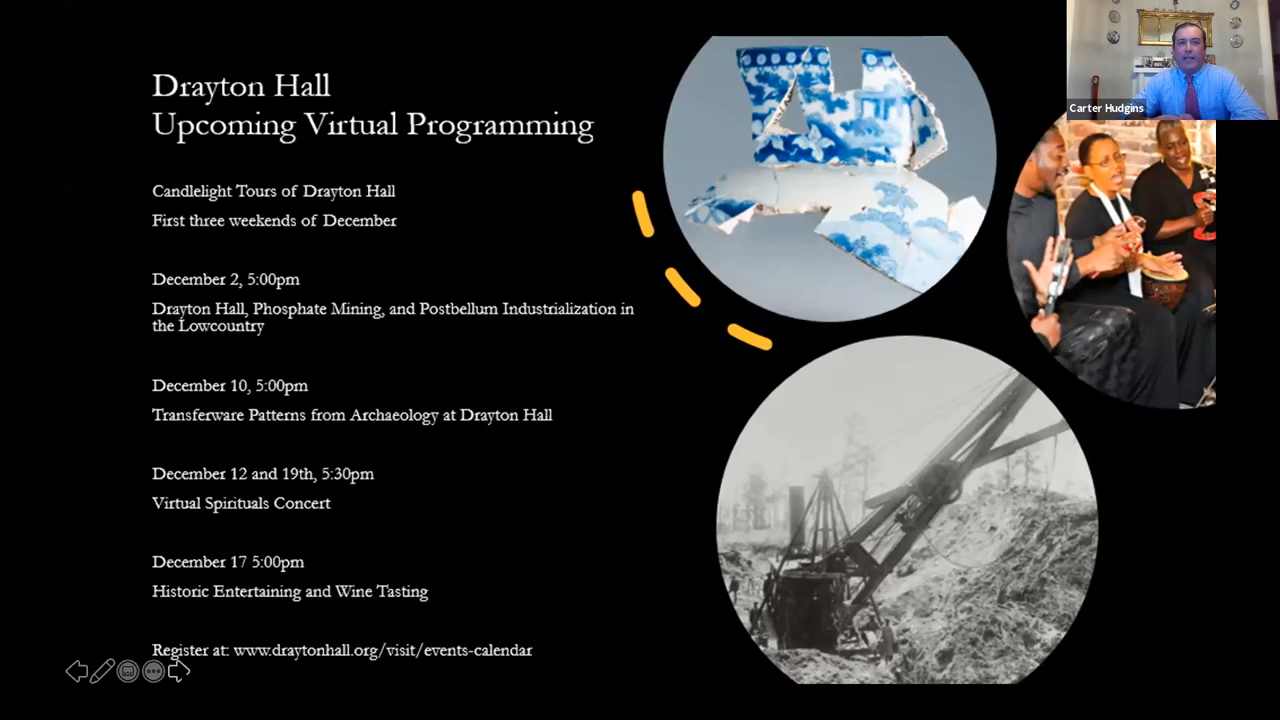 Drayton Hall
Upcoming Virtual Programming
Candlelight Tours of Drayton Hall
First three weekends of December
December 2, 5:00pm
Drayton Hall, Phosphate Mining, and Postbellum Industrialization in
the Lowcountry
December 10, 5:00pm
Transferware Patterns from Archaeology at Drayton Hall
December 12 and 19th, 5:30pm
Virtual Spirituals Concert
December 17 5:00pm
Historic Entertaining and Wine Tasting
Register at: www.draytonhall.org/visit/events-calendar
Carter Hudgins